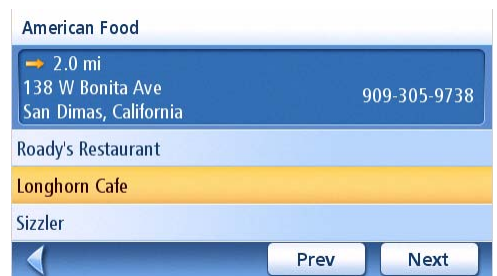 American Food
2.0 mi
138 W Bonita Ave
909-305-9738
San Dimas, California
Roady's Restaurant
Longhorn Cafe
Sizzler
Prev Next